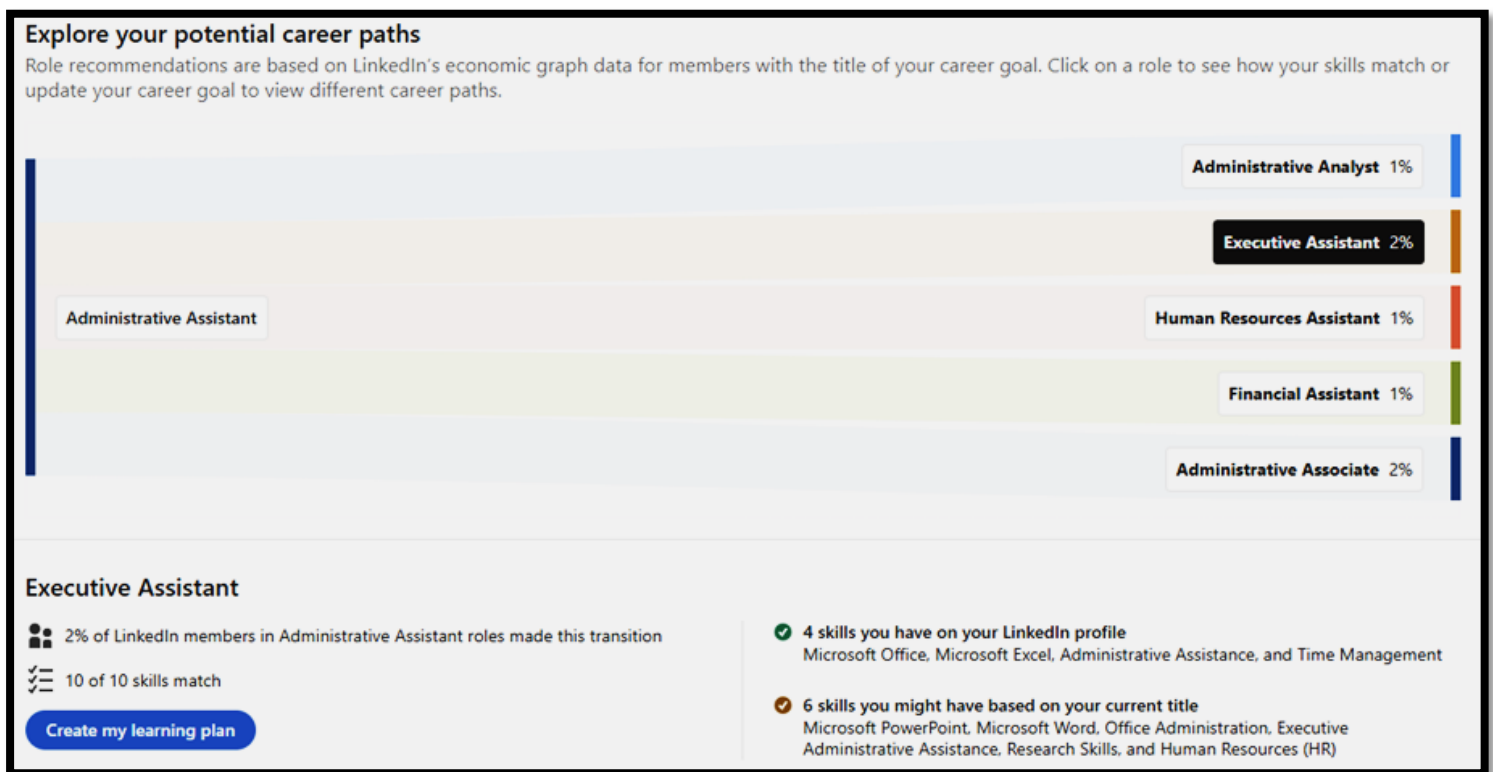 Explore your potential career paths
Role recommendations are based on LinkedIn's economic graph data for members with the title of your career goal. Click on a role to see how your skills match or
update your career goal to view different career paths.
Administrative Analyst 1%
Executive Assistant 2%
Administrative Assistant
Human Resources Assistant 1%
Financial Assistant 1%
Administrative Associate 2%
Executive Assistant
2% of LinkedIn members in Administrative Assistant roles made this transition
10 of 10 skills match
Create my learning plan
4 skills you have on your LinkedIn profile
Microsoft Office, Microsoft Excel, Administrative Assistance, and Time Management
6 skills you might have based on your current title
Microsoft PowerPoint, Microsoft Word, Office Administration, Executive
Administrative Assistance, Research Skills, and Human Resources (HR)